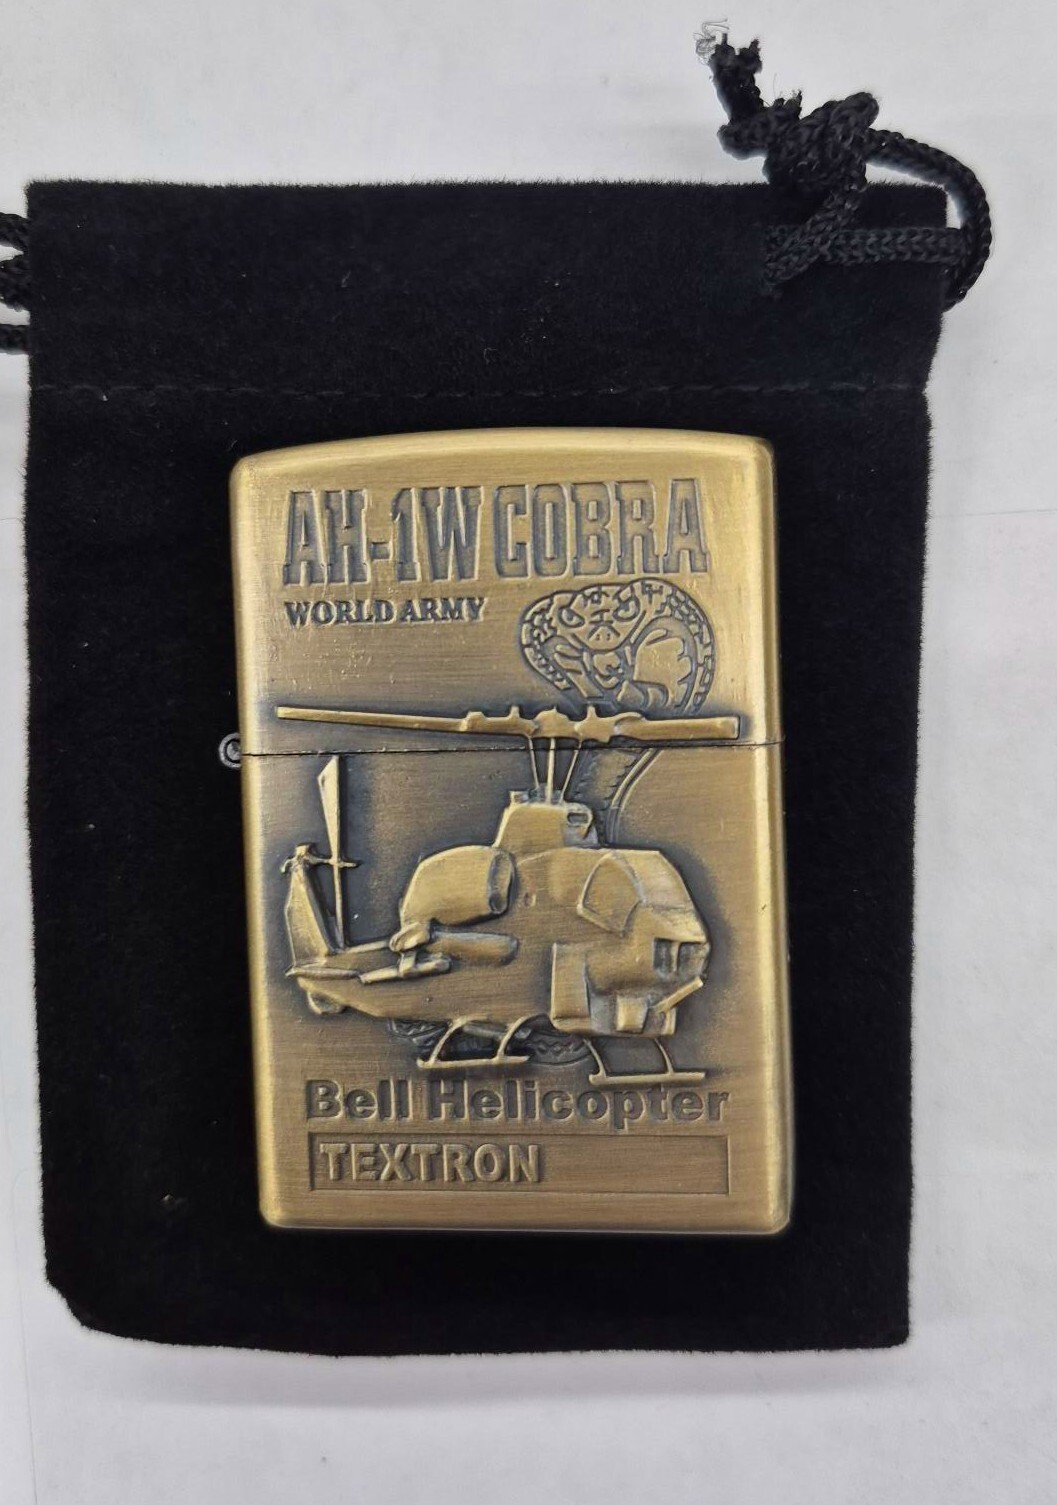 AH-1W COBRA
WORLD ARMY
Bell Helicopter
TEXTRON